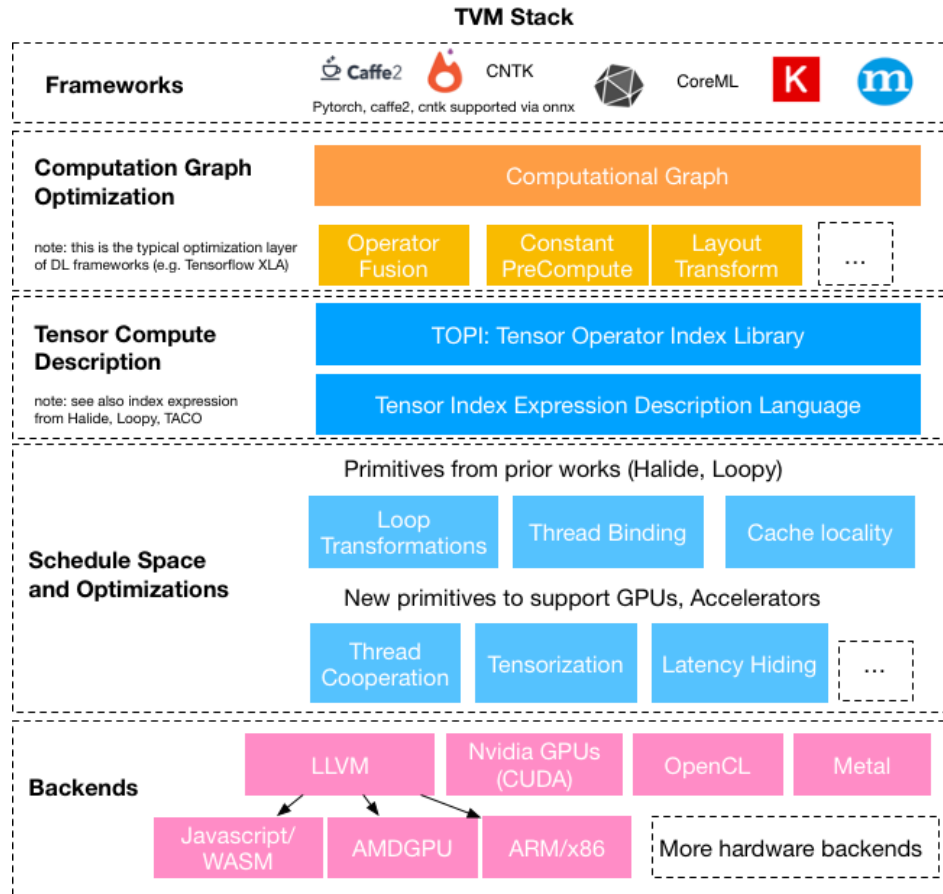 TVM Stack
Frameworks
Caffe2
CNTK
CoreML
K
m
Pytorch, caffe2, cntk supported via onnx
Computation Graph
Optimization
note: this is the typical optimization layer
of DL frameworks (e.g. Tensorflow XLA)
Computational Graph
Operator
Fusion
Constant
PreCompute
Layout
Transform
...
Tensor Compute
Description
note: see also index expression
from Halide, Loopy, TACO
TOPI: Tensor Operator Index Library
Tensor Index Expression Description Language
Schedule Space
and Optimizations
Primitives from prior works (Halide, Loopy)
Loop
Transformations
Thread Binding
Cache locality
New primitives to support GPUs, Accelerators
Thread
Cooperation
Tensorization
Latency Hiding
...
Backends
LLVM
Nvidia GPUs
(CUDA)
OpenCL
Metal
Javascript/
WASM
AMDGPU
ARM/x86
More hardware backends